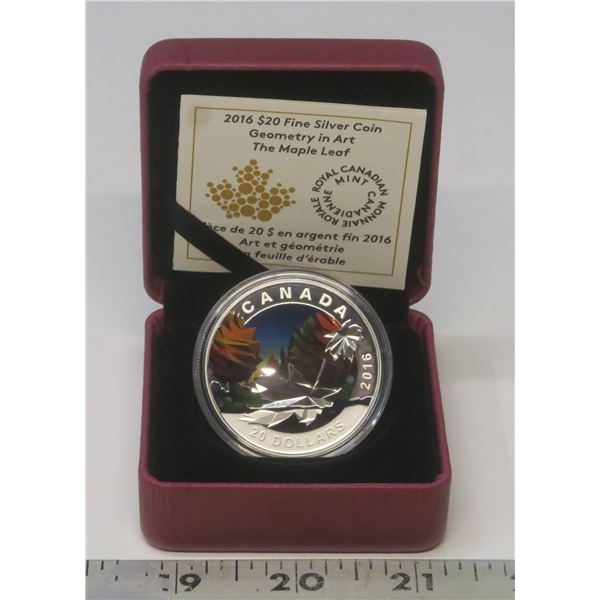 2016 $20 Fine Silver Coin
Geometry in Art
The Maple Leaf
ROYAL CANADIAN MINT
MONNAIE ROYALE CANADIENNE
de 20 $ en argent fin 2016
Art et géométrie
feuille d'érable
CANADA
2016
20 DOLLARS
20 21